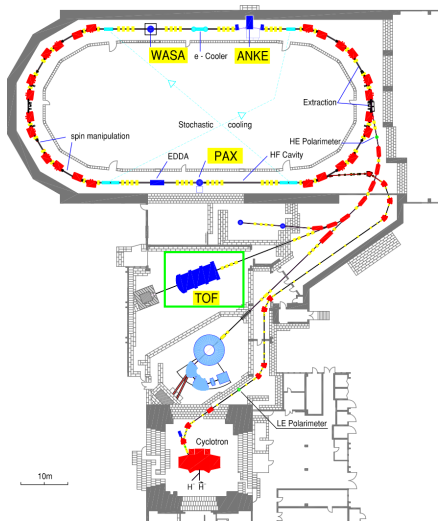 WASA
e - Cooler
ANKE
Extraction
Stochastic cooling
HE Polarimeter
spin manipulation
EDDA
PAX
HF Cavity
TOF
LE Polarimeter
Cyclotron
10m
H⁻ H⁻